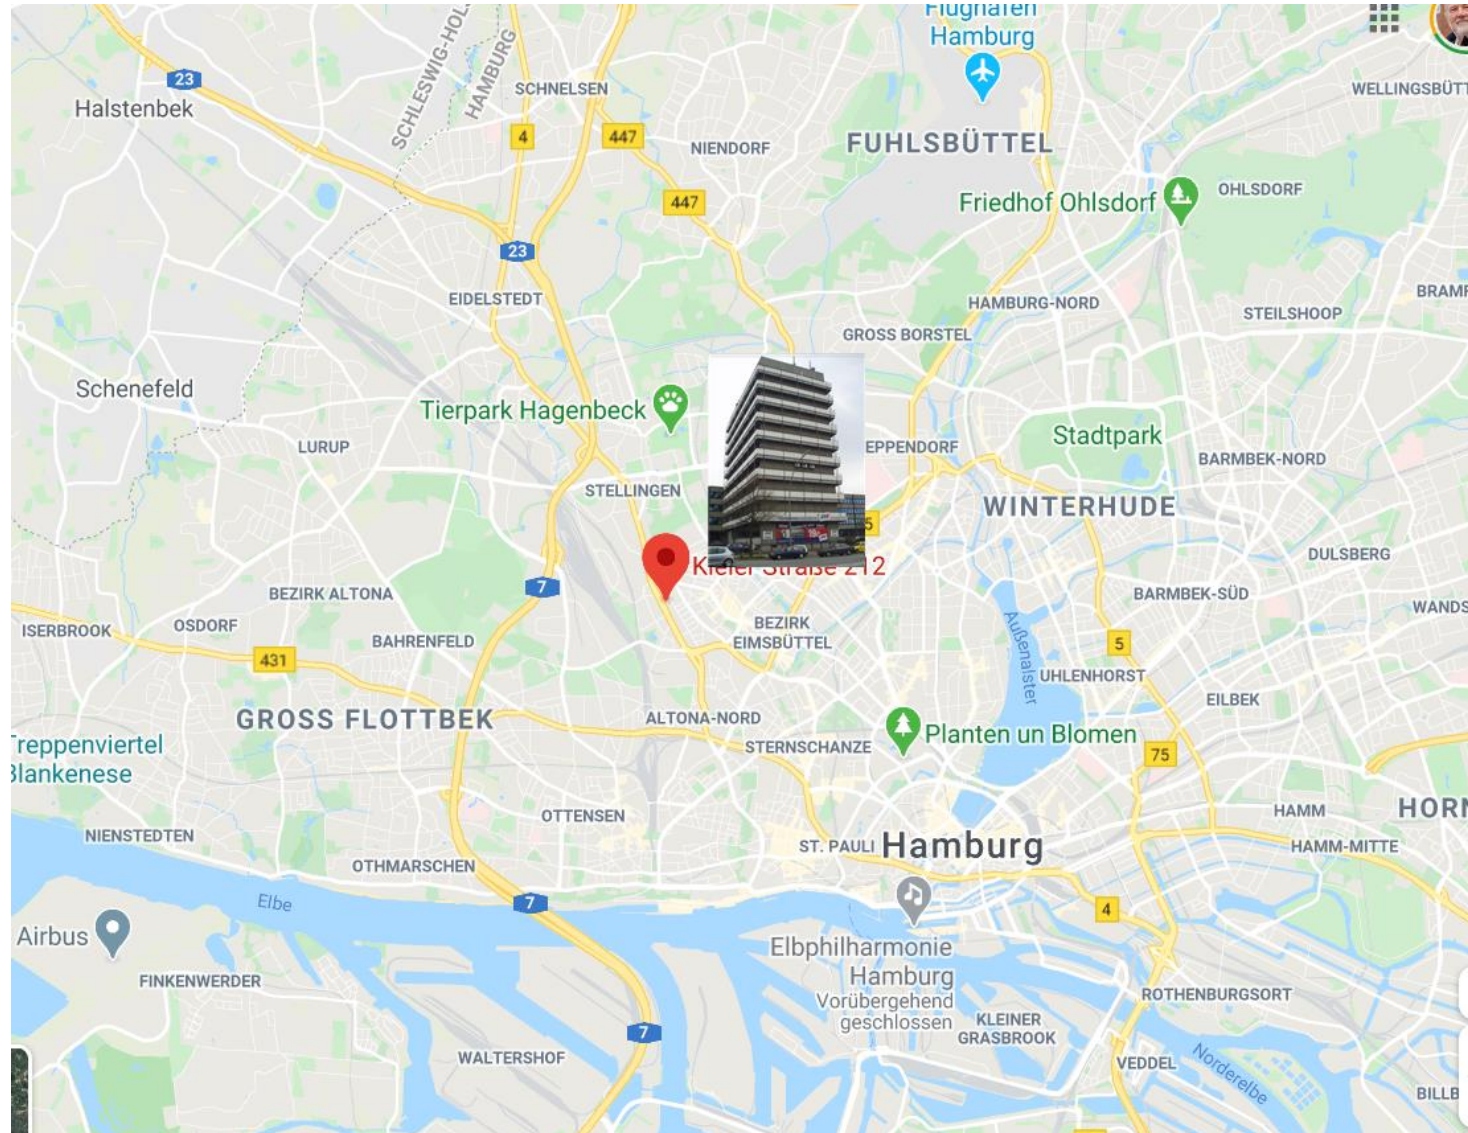 Flughafen
Hamburg
SCHLESWIG-HOL
HAMBURG
23
Halstenbek
SCHNELSEN
4
447
NIENDORF
FUHLSBÜTTEL
WELLINGSBÜTT
447
Friedhof Ohlsdorf
OHLSDORF
23
EIDELSTEDT
HAMBURG-NORD
BRAMF
STEILSHOOP
GROSS BORSTEL
Schenefeld
Tierpark Hagenbeck
LURUP
EPPENDORF
Stadtpark
BARMBEK-NORD
STELLINGEN
WINTERHUDE
5
DULSBERG
Kieler Straße 212
7
BEZIRK ALTONA
BARMBEK-SÜD
WANDS
ISERBROOK
OSDORF
BAHRENFELD
BEZIRK
EIMSBÜTTEL
Außenalster
5
431
UHLENHORST
EILBEK
GROSS FLOTTBEK
ALTONA-NORD
STERNSCHANZE
Planten un Blomen
75
Treppenviertel
Blankenese
OTTENSEN
HAMM
HORN
NIENSTEDTEN
ST. PAULI
Hamburg
HAMM-MITTE
OTHMARSCHEN
Elbe
7
4
Airbus
Elbphilharmonie
Hamburg
Vorübergehend
geschlossen
FINKENWERDER
ROTHENBURGSORT
KLEINER
GRASBROOK
7
WALTERSHOF
VEDDEL
Norderelbe
BILLB